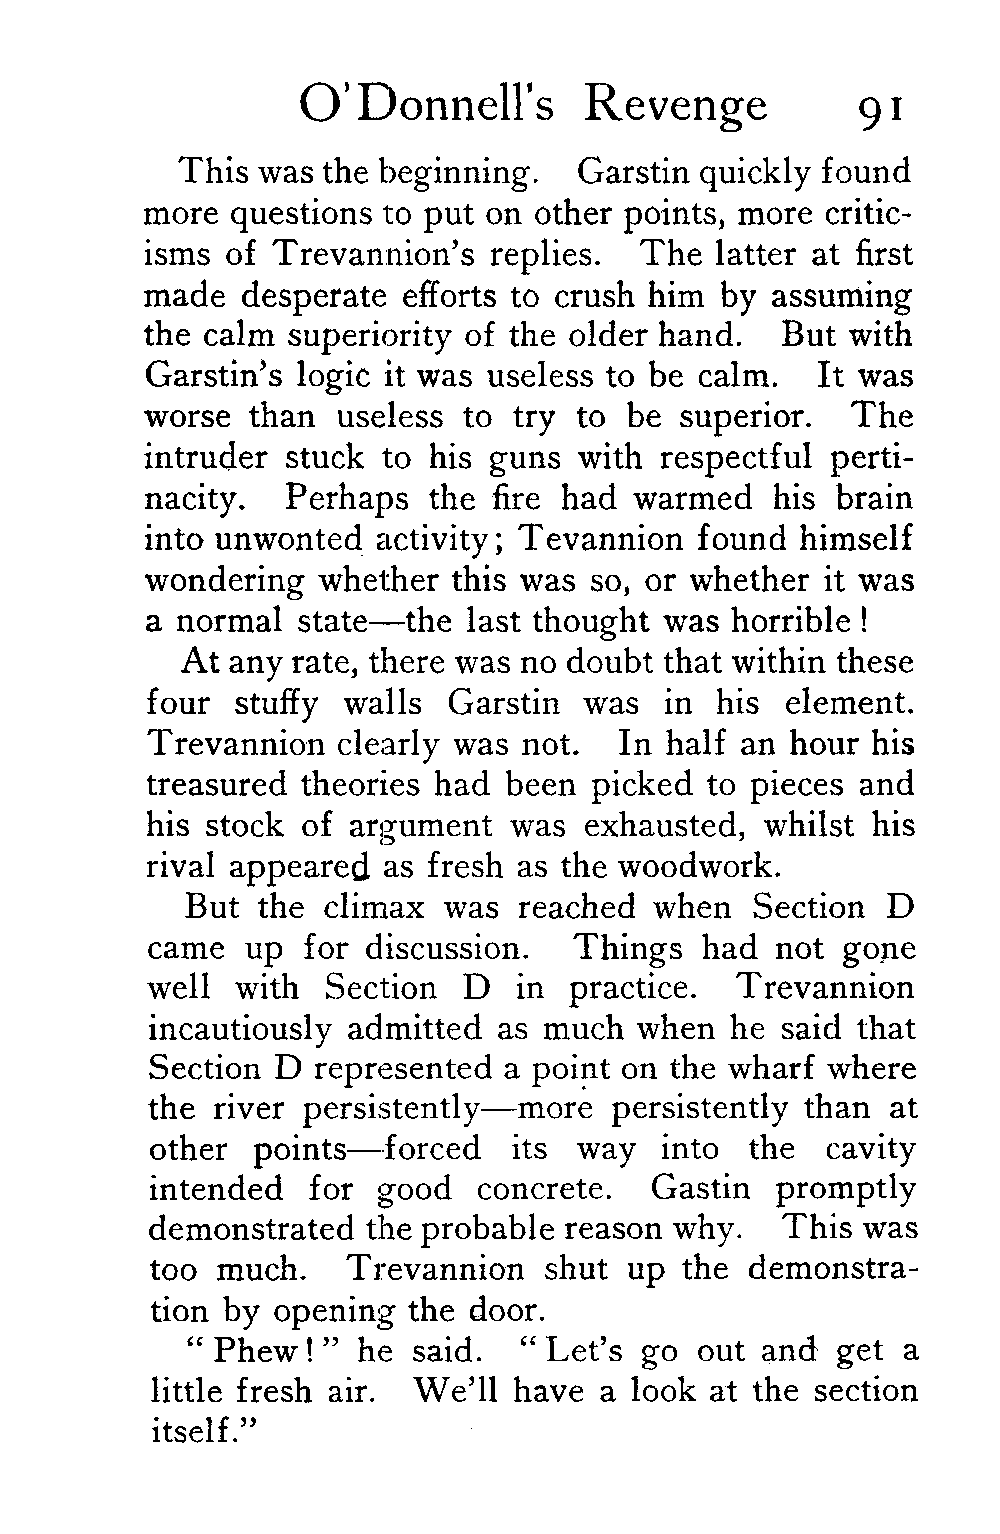 O'Donnell's Revenge 91
This was the beginning. Garstin quickly found
more questions to put on other points, more critic-
isms of Trevannion's replies. The latter at first
made desperate efforts to crush him by assuming
the calm superiority of the older hand. But with
Garstin's logic it was useless to be calm. It was
worse than useless to try to be superior. The
intruder stuck to his guns with respectful perti-
nacity. Perhaps the fire had warmed his brain
into unwonted activity; Tevannion found himself
wondering whether this was so, or whether it was
a normal state—the last thought was horrible!
At any rate, there was no doubt that within these
four stuffy walls Garstin was in his element.
Trevannion clearly was not. In half an hour his
treasured theories had been picked to pieces and
his stock of argument was exhausted, whilst his
rival appeared as fresh as the woodwork.
But the climax was reached when Section D
came up for discussion. Things had not gone
well with Section D in practice. Trevannion
incautiously admitted as much when he said that
Section D represented a point on the wharf where
the river persistently—more persistently than at
other points—forced its way into the cavity
intended for good concrete. Gastin promptly
demonstrated the probable reason why. This was
too much. Trevannion shut up the demonstra-
tion by opening the door.
"Phew!" he said. "Let's go out and get a
little fresh air. We'll have a look at the section
itself."